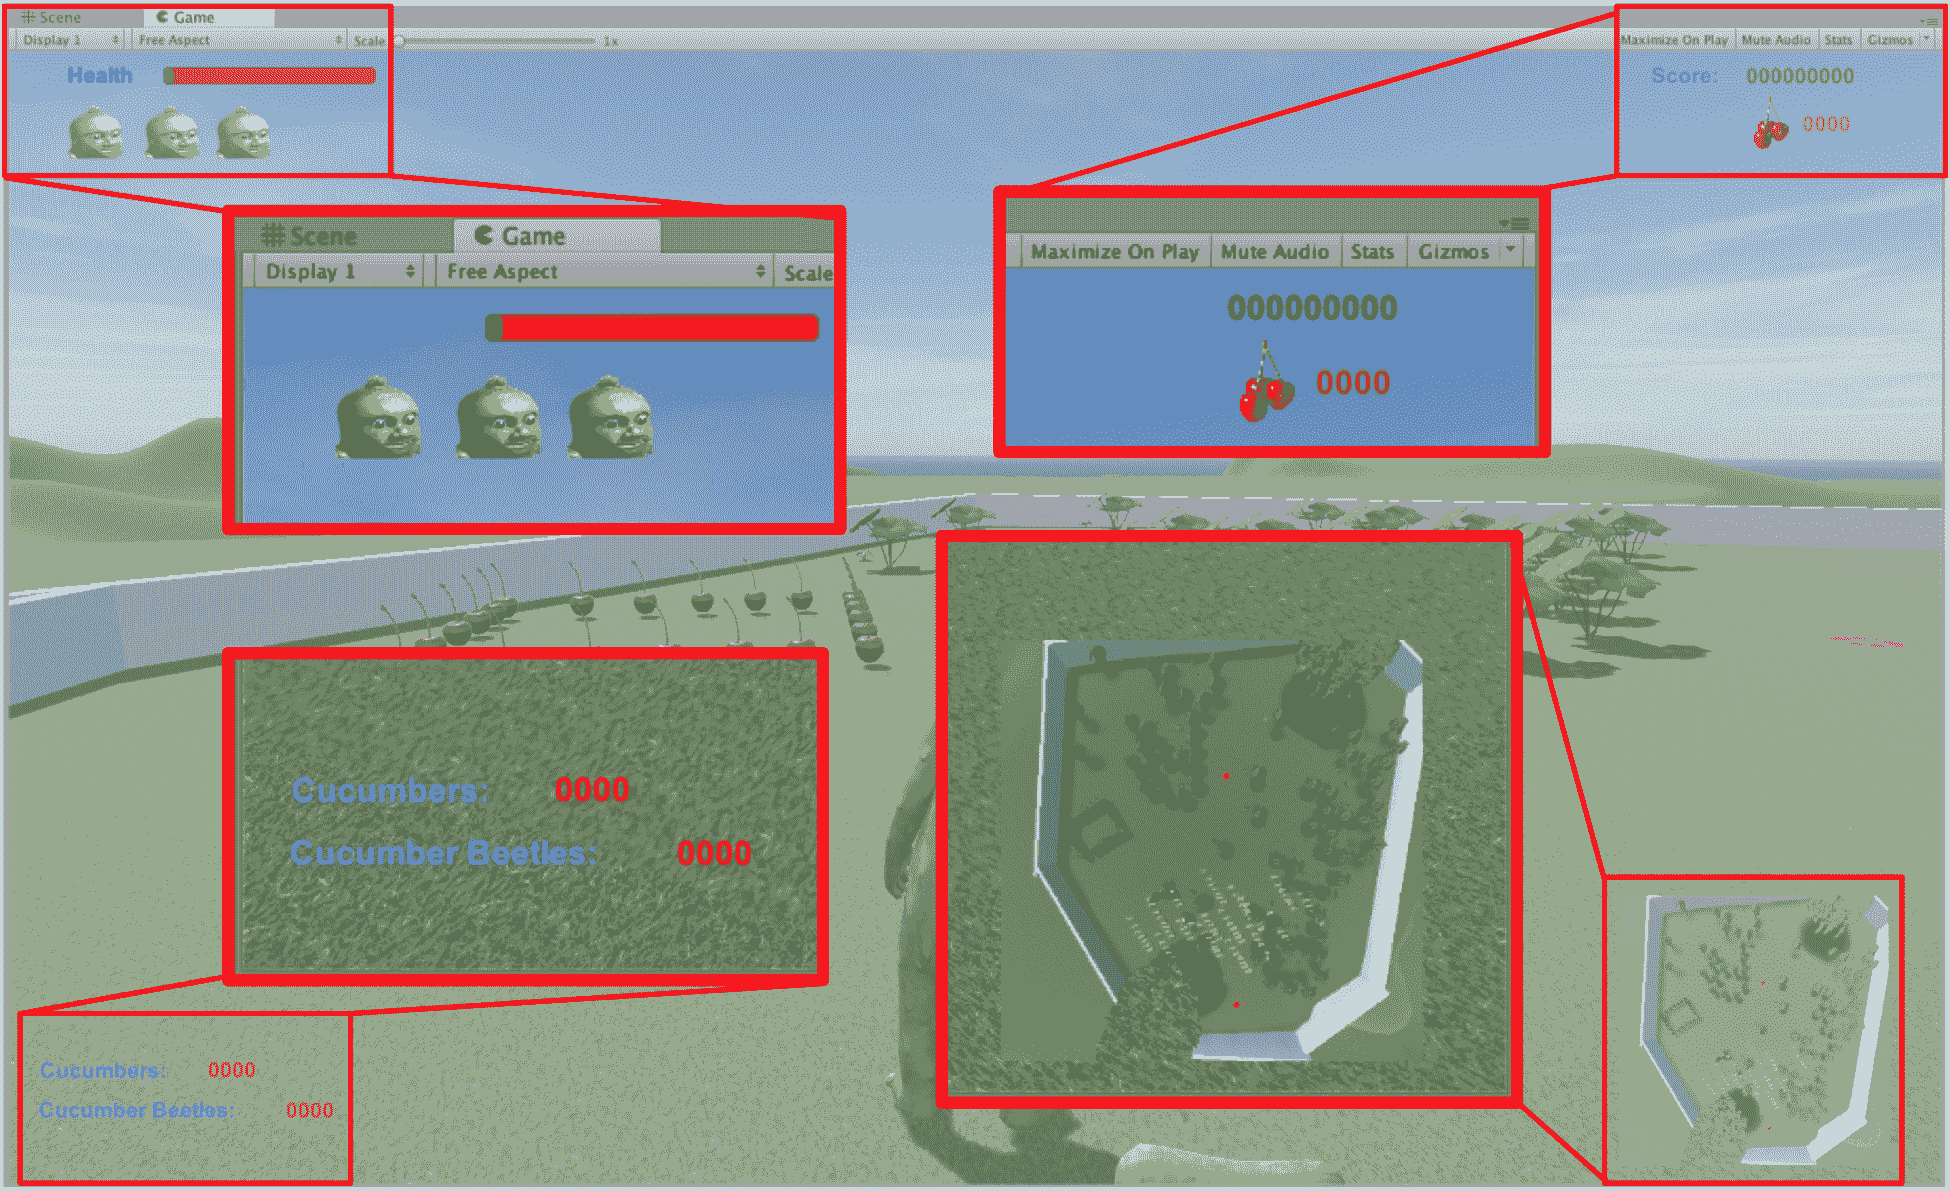 Scene Game
Display 1 Free Aspect Scale 1x
Maximize On Play Mute Audio Stats Gizmos
Health
Score: 000000000
0000
Scene Game
Display 1 Free Aspect Scale
Maximize On Play Mute Audio Stats Gizmos
000000000
0000
Cucumbers: 0000
Cucumber Beetles: 0000
Cucumbers: 0000
Cucumber Beetles: 0000